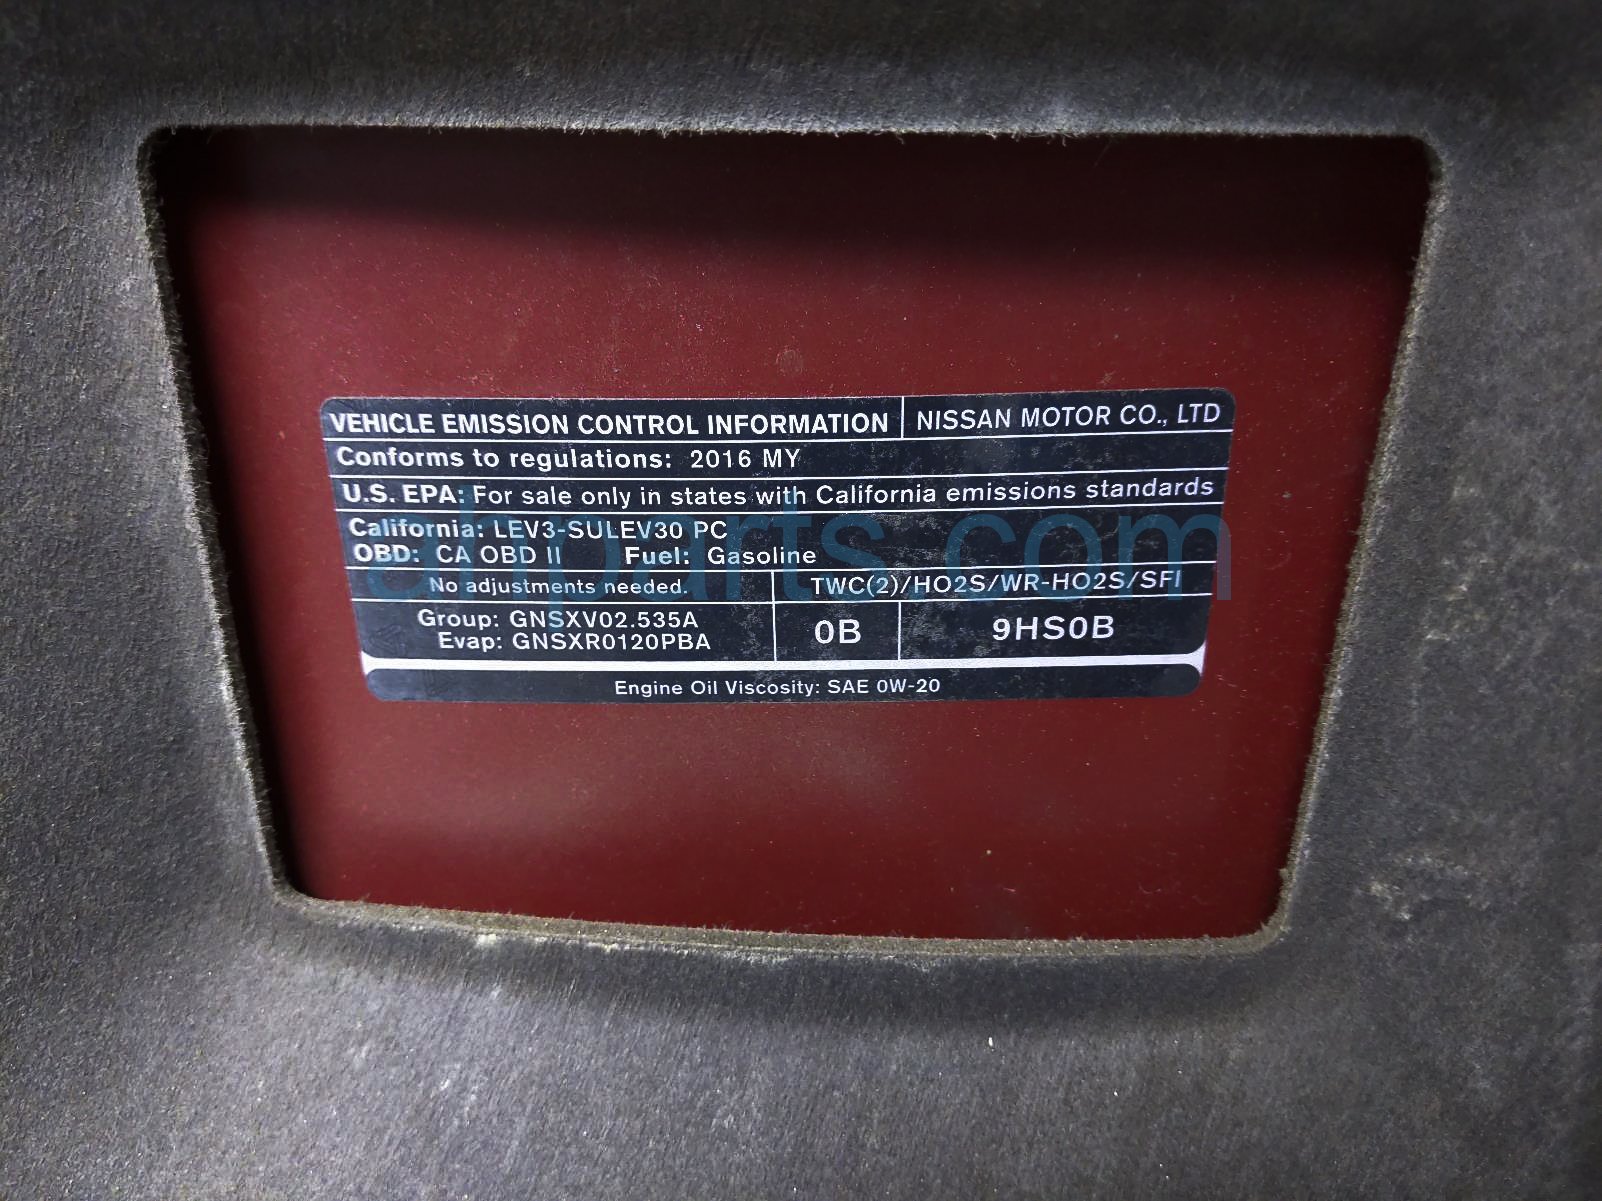 VEHICLE EMISSION CONTROL INFORMATION NISSAN MOTOR CO., LTD
Conforms to regulations: 2016 MY
U.S. EPA: For sale only in states with California emissions standards
California: LEV3-SULEV30 PC
OBD: CA OBD II Fuel: Gasoline
No adjustments needed. TWC(2)/HO2S/WR-HO2S/SFI
Group: GNSXV02.535A
Evap: GNSXR0120PBA
0B 9HS0B
Engine Oil Viscosity: SAE 0W-20